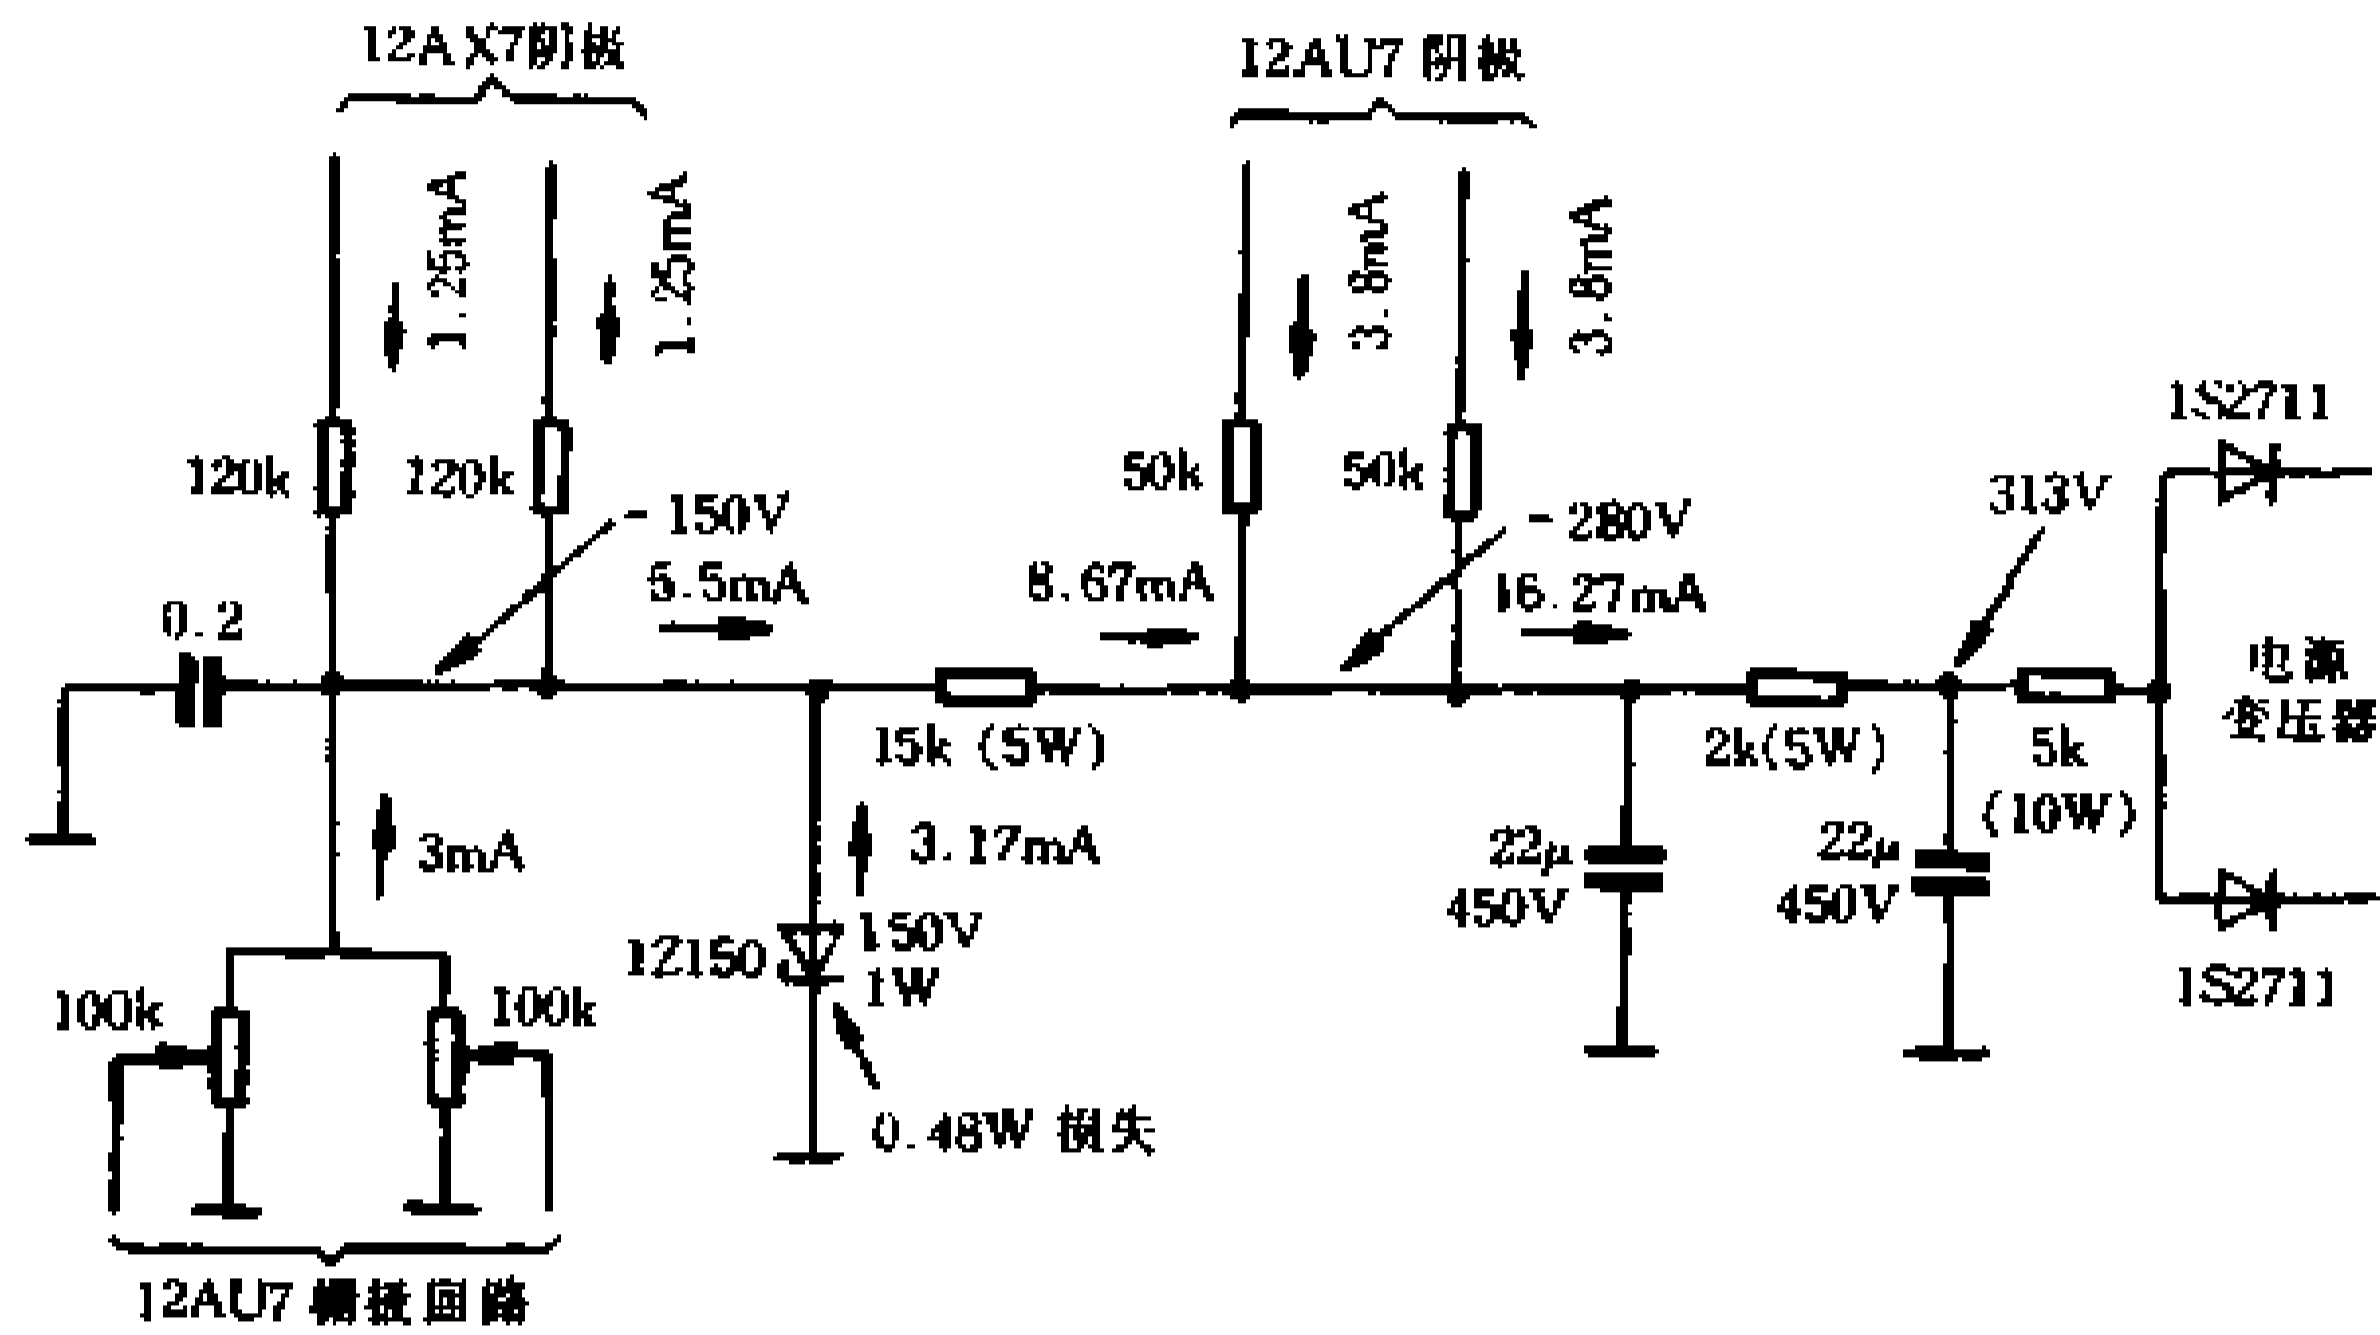 12AX7阴极
12AU7 阴极
1.25mA
1.25mA
3.8mA
3.8mA
1S2711
120k
120k
50k
50k
313V
-150V
-280V
5.5mA
8.67mA
16.27mA
0.2
电源
变压器
15k (5W)
2k(5W)
5k
(10W)
3mA
3.17mA
22μ
450V
22μ
450V
1Z150
150V
1W
1S2711
100k
100k
0.48W 损失
12AU7 栅极回路